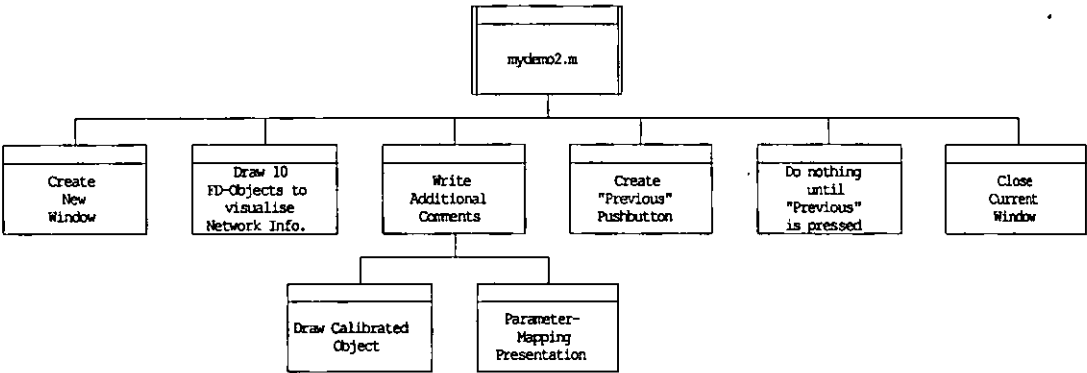 mydemo2.m
Create
New
Window
Draw 10
FD-Objects to
visualise
Network Info.
Write
Additional
Comments
Create
"Previous"
Pushbutton
Do nothing
until
"Previous"
is pressed
Close
Current
Window
Draw Calibrated
Object
Parameter-
Mapping
Presentation